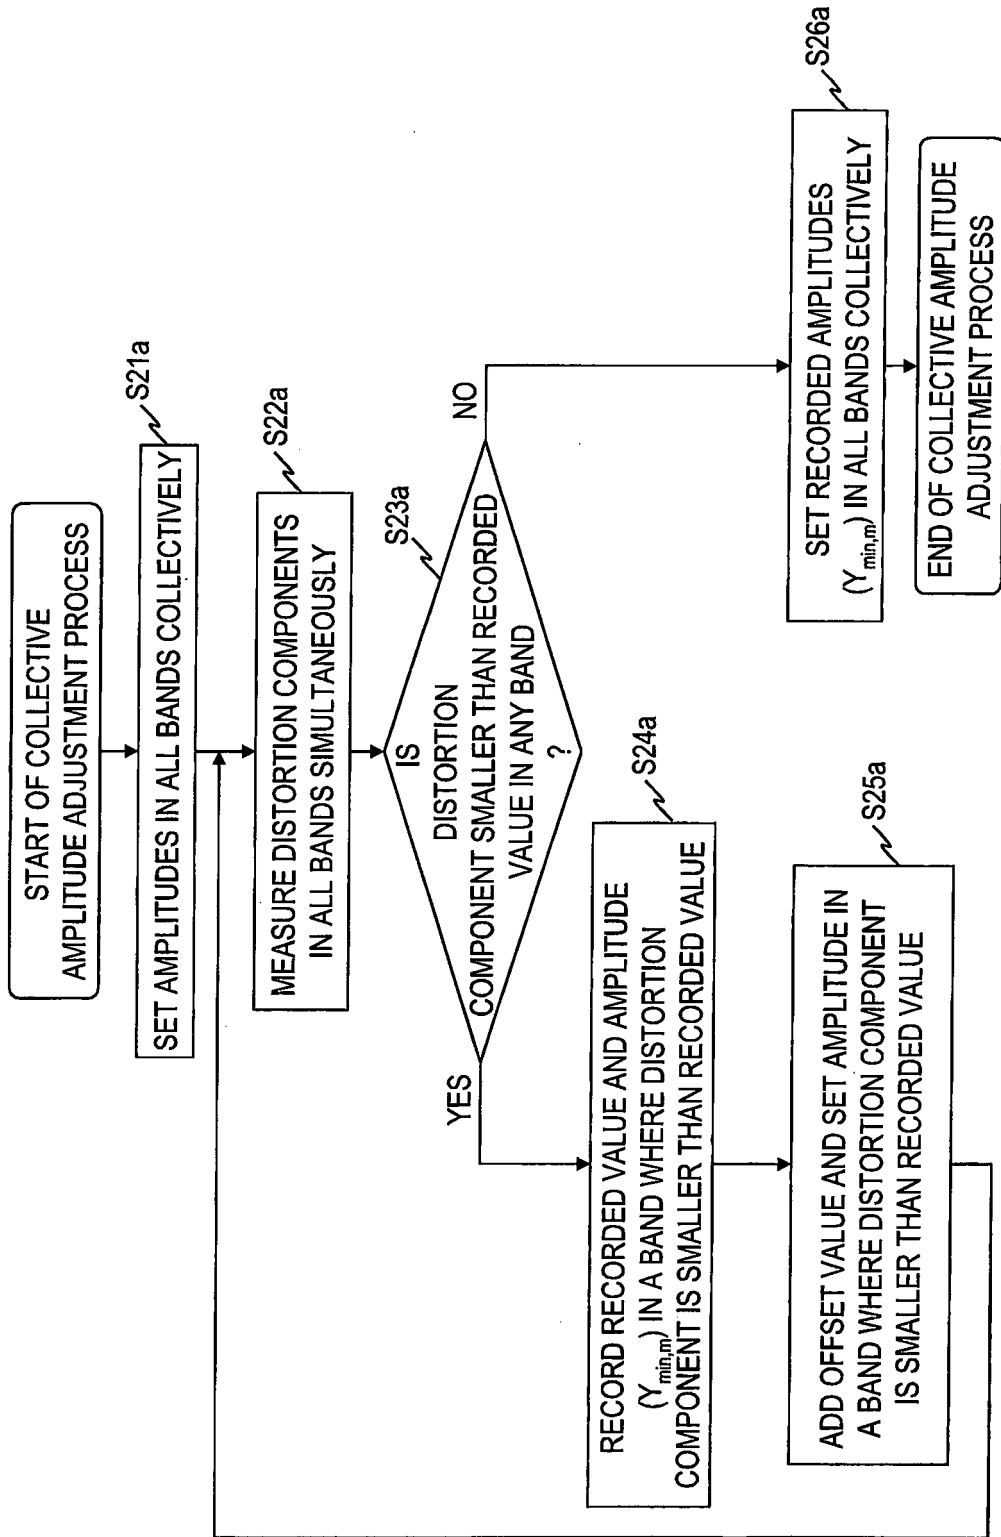 START OF COLLECTIVE
AMPLITUDE ADJUSTMENT PROCESS
SET AMPLITUDES IN ALL BANDS COLLECTIVELY
S21a
MEASURE DISTORTION COMPONENTS
IN ALL BANDS SIMULTANEOUSLY
S22a
IS
DISTORTION
COMPONENT SMALLER THAN RECORDED
VALUE IN ANY BAND
?
S23a
YES
NO
RECORD RECORDED VALUE AND AMPLITUDE
(Y_min,m) IN A BAND WHERE DISTORTION
COMPONENT IS SMALLER THAN RECORDED VALUE
S24a
ADD OFFSET VALUE AND SET AMPLITUDE IN
A BAND WHERE DISTORTION COMPONENT
IS SMALLER THAN RECORDED VALUE
S25a
SET RECORDED AMPLITUDES
(Y_min,m) IN ALL BANDS COLLECTIVELY
S26a
END OF COLLECTIVE AMPLITUDE
ADJUSTMENT PROCESS